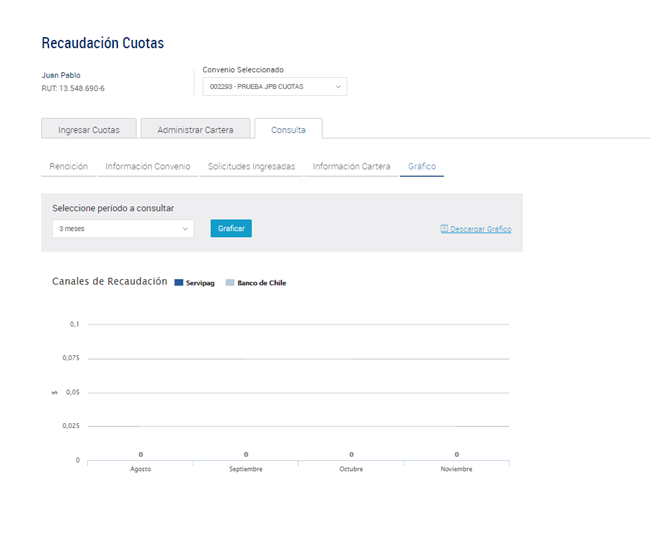 Recaudación Cuotas
Juan Pablo
RUT: 13.548.690-6
Convenio Seleccionado
002293 - PRUEBA JPB CUOTAS
Ingresar Cuotas Administrar Cartera Consulta
Rendición Información Convenio Solicitudes Ingresadas Información Cartera Gráfico
Seleccione período a consultar
3 meses Graficar Descargar Gráfico
Canales de Recaudación Servipag Banco de Chile
0,1
0,075
$ 0,05
0,025
0 0 0 0 0
Agosto Septiembre Octubre Noviembre